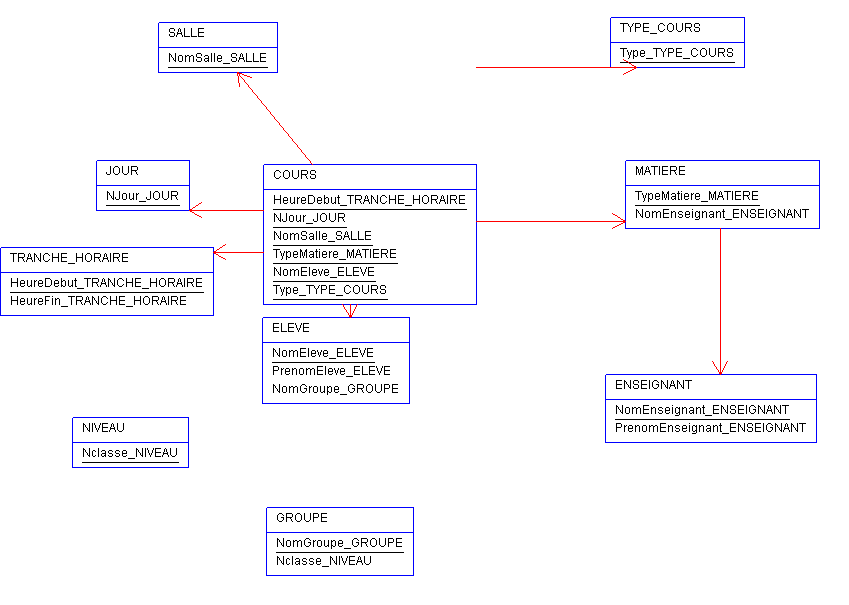 SALLE
NomSalle_SALLE
TYPE_COURS
Type_TYPE_COURS
JOUR
NJour_JOUR
COURS
HeureDebut_TRANCHE_HORAIRE
NJour_JOUR
NomSalle_SALLE
TypeMatiere_MATIERE
NomEleve_ELEVE
Type_TYPE_COURS
MATIERE
TypeMatiere_MATIERE
NomEnseignant_ENSEIGNANT
TRANCHE_HORAIRE
HeureDebut_TRANCHE_HORAIRE
HeureFin_TRANCHE_HORAIRE
ELEVE
NomEleve_ELEVE
PrenomEleve_ELEVE
NomGroupe_GROUPE
ENSEIGNANT
NomEnseignant_ENSEIGNANT
PrenomEnseignant_ENSEIGNANT
NIVEAU
Nclasse_NIVEAU
GROUPE
NomGroupe_GROUPE
Nclasse_NIVEAU